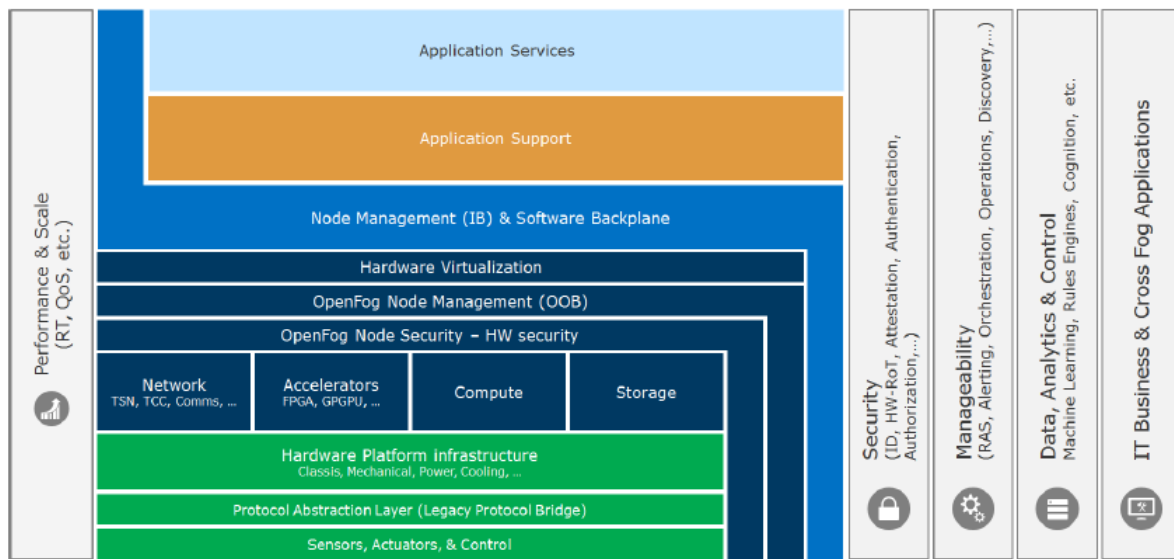 Performance & Scale
(RT, QoS, etc.)
Application Services
Application Support
Node Management (IB) & Software Backplane
Hardware Virtualization
OpenFog Node Management (OOB)
OpenFog Node Security – HW security
Network
TSN, TCC, Comms, ...
Accelerators
FPGA, GPGPU, ...
Compute
Storage
Hardware Platform infrastructure
Classis, Mechanical, Power, Cooling, ...
Protocol Abstraction Layer (Legacy Protocol Bridge)
Sensors, Actuators, & Control
Security
(ID, HW-RoT, Attestation, Authentication,
Authorization,...)
Manageability
(RAS, Alerting, Orchestration, Operations, Discovery,...)
Data, Analytics & Control
Machine Learning, Rules Engines, Cognition, etc.
IT Business & Cross Fog Applications